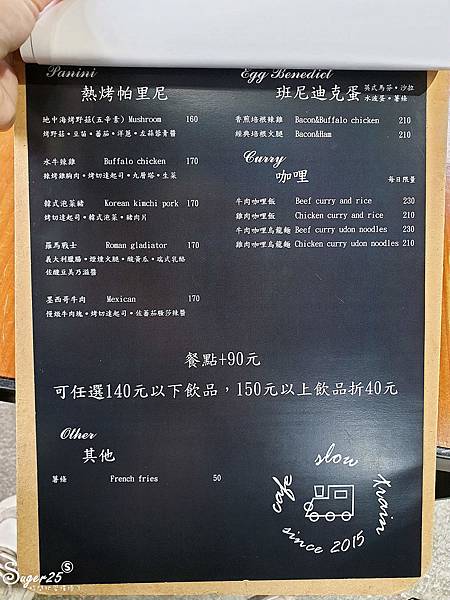 Panini
熱烤帕里尼
地中海烤野菇(五辛素) Mushroom 160
烤野菇。豆苗。蕃茄。洋蔥。左蒜蓉青醬
水牛辣雞 Buffalo chicken 170
辣烤雞胸肉。烤切達起司。九層塔。生菜
韓式泡菜豬 Korean kimchi pork 170
烤切達起司。韓式泡菜。豬肉片
羅馬戰士 Roman gladiator 170
義大利臘腸。煙燻火腿。酸黃瓜。瑞式乳酪
佐酸豆美乃滋醬
墨西哥牛肉 Mexican 170
慢燉牛肉塊。烤切達起司。佐蕃茄騷莎辣醬
Egg Benedict
班尼迪克蛋
英式馬芬。沙拉
水波蛋。薯條
香煎培根辣雞 Bacon&Buffalo chicken 210
經典培根火腿 Bacon&Ham 210
Curry
咖哩 每日限量
牛肉咖哩飯 Beef curry and rice 230
雞肉咖哩飯 Chicken curry and rice 210
牛肉咖哩烏龍麵 Beef curry udon noodles 230
雞肉咖哩烏龍麵 Chicken curry udon noodles 210
餐點+90元
可任選140元以下飲品，150元以上飲品折40元
Other
其他
薯條 French fries 50
slow train cafe since 2015
Suger25